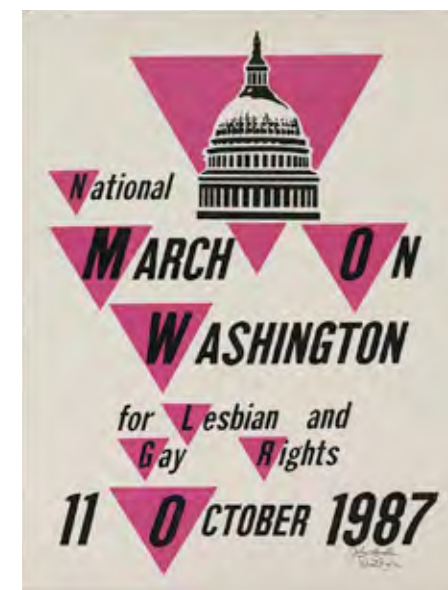 National
MARCH ON
WASHINGTON
for Lesbian and
Gay Rights
11 OCTOBER 1987